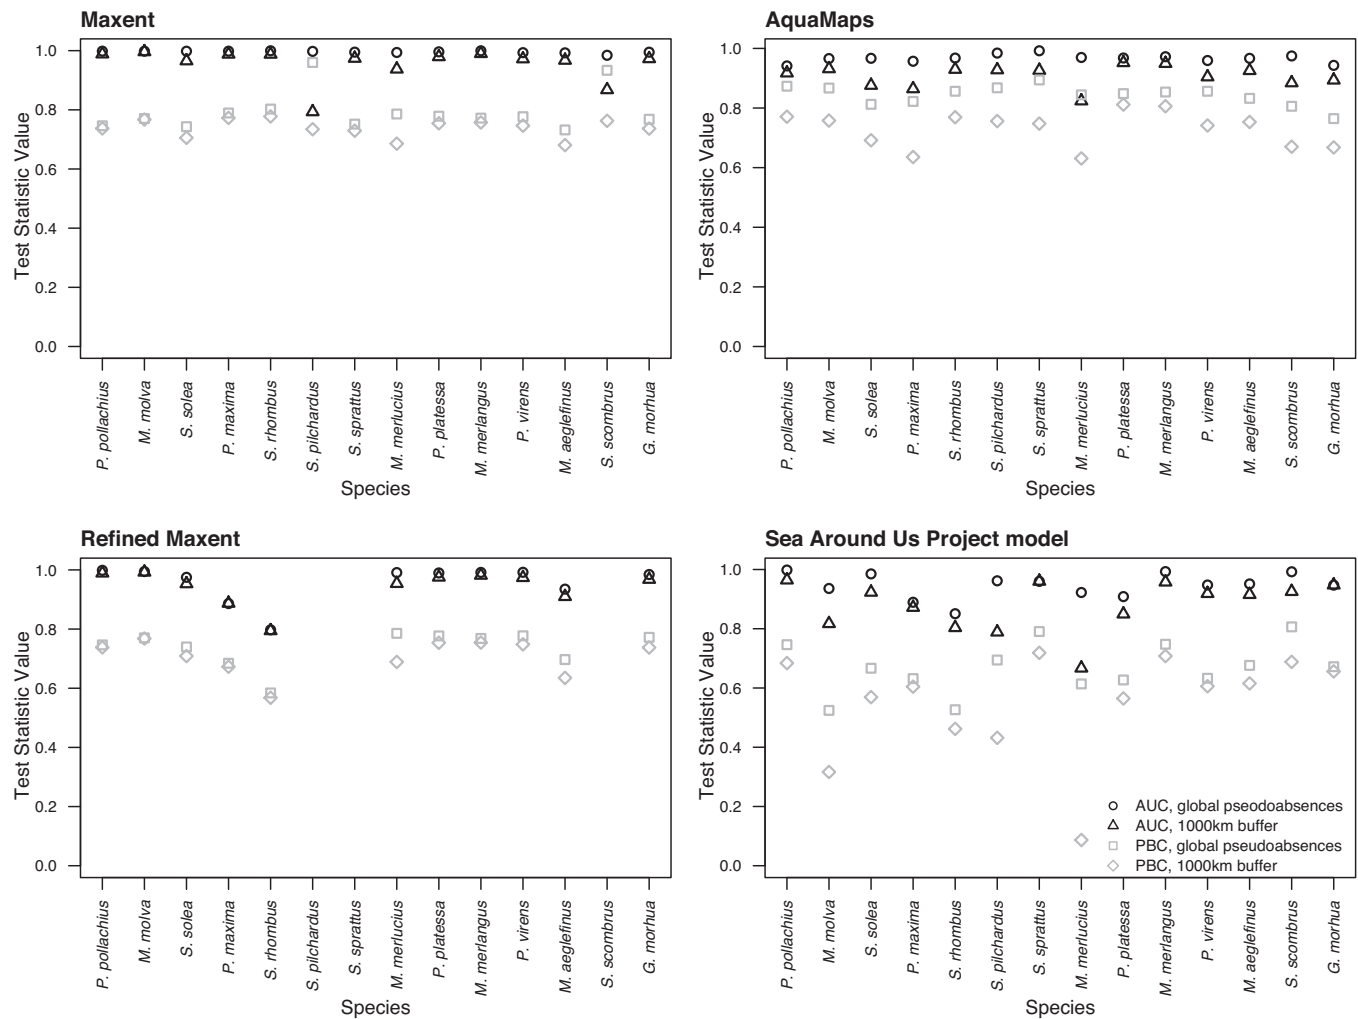 Maxent
Test Statistic Value
1.0
0.8
0.6
0.4
0.2
0.0
P. pollachius
M. molva
S. solea
P. maxima
S. rhombus
S. pilchardus
S. sprattus
M. merlucius
P. platessa
M. merlangus
P. virens
M. aeglefinus
S. scombrus
G. morhua
Species
AquaMaps
Test Statistic Value
1.0
0.8
0.6
0.4
0.2
0.0
P. pollachius
M. molva
S. solea
P. maxima
S. rhombus
S. pilchardus
S. sprattus
M. merlucius
P. platessa
M. merlangus
P. virens
M. aeglefinus
S. scombrus
G. morhua
Species
Refined Maxent
Test Statistic Value
1.0
0.8
0.6
0.4
0.2
0.0
P. pollachius
M. molva
S. solea
P. maxima
S. rhombus
S. pilchardus
S. sprattus
M. merlucius
P. platessa
M. merlangus
P. virens
M. aeglefinus
S. scombrus
G. morhua
Species
Sea Around Us Project model
Test Statistic Value
1.0
0.8
0.6
0.4
0.2
0.0
AUC, global pseodoabsences
AUC, 1000km buffer
PBC, global pseudoabsences
PBC, 1000km buffer
P. pollachius
M. molva
S. solea
P. maxima
S. rhombus
S. pilchardus
S. sprattus
M. merlucius
P. platessa
M. merlangus
P. virens
M. aeglefinus
S. scombrus
G. morhua
Species